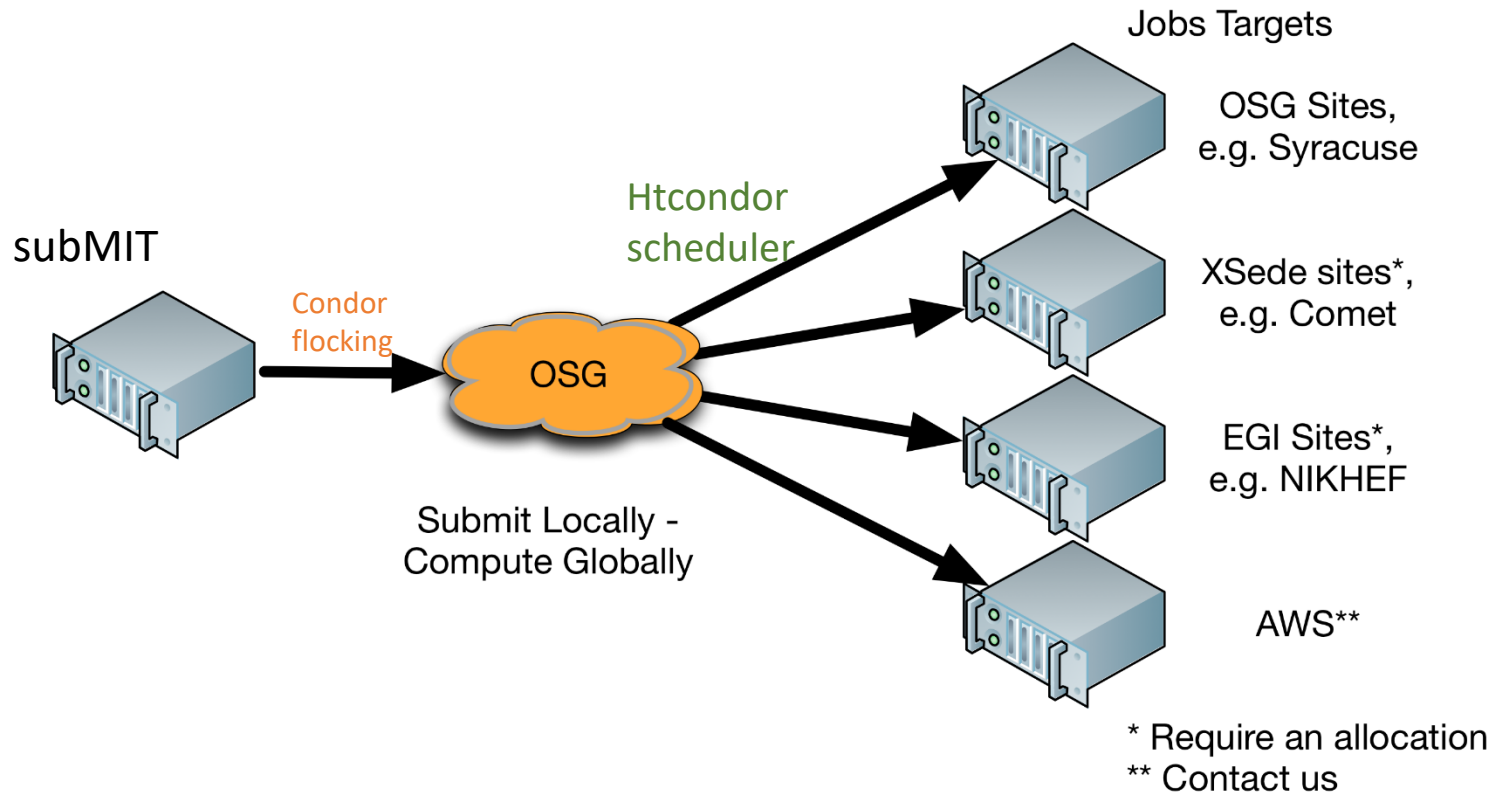 Jobs Targets
OSG Sites,
e.g. Syracuse
Htcondor
scheduler
subMIT
XSede sites*,
e.g. Comet
Condor
flocking
OSG
EGI Sites*,
e.g. NIKHEF
Submit Locally -
Compute Globally
AWS**
* Require an allocation
** Contact us